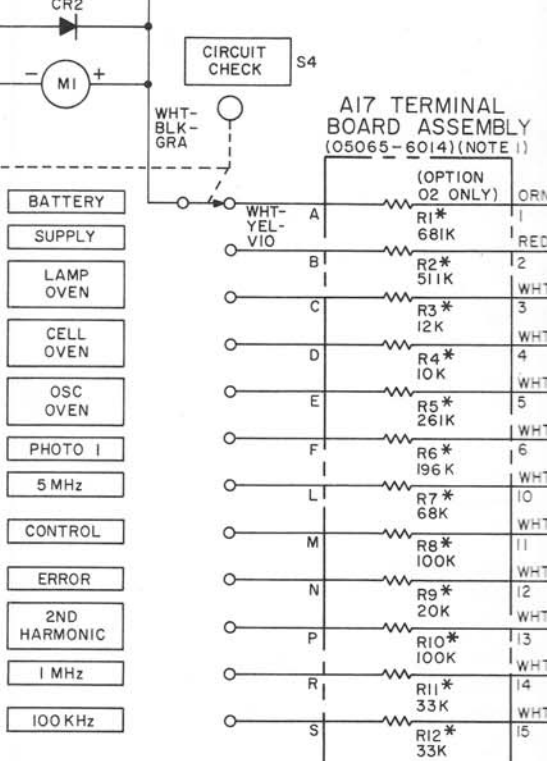 CR2
− M1 +
CIRCUIT
CHECK
S4
WHT-
BLK-
GRA
A17 TERMINAL
BOARD ASSEMBLY
(05065-6014)(NOTE 1)
(OPTION
02 ONLY)
BATTERY
WHT-
YEL-
VIO
A
R1*
681K
ORN
1
SUPPLY
B
R2*
511K
RED
2
LAMP
OVEN
C
R3*
12K
WHT
3
CELL
OVEN
D
R4*
10K
WHT
4
OSC
OVEN
E
R5*
261K
WHT
5
PHOTO 1
F
R6*
196K
WHT
6
5 MHz
L
R7*
68K
WHT
10
CONTROL
M
R8*
100K
WHT
11
ERROR
N
R9*
20K
WHT
12
2ND
HARMONIC
P
R10*
100K
WHT
13
1 MHz
R
R11*
33K
WHT
14
100 KHz
S
R12*
33K
WHT
15